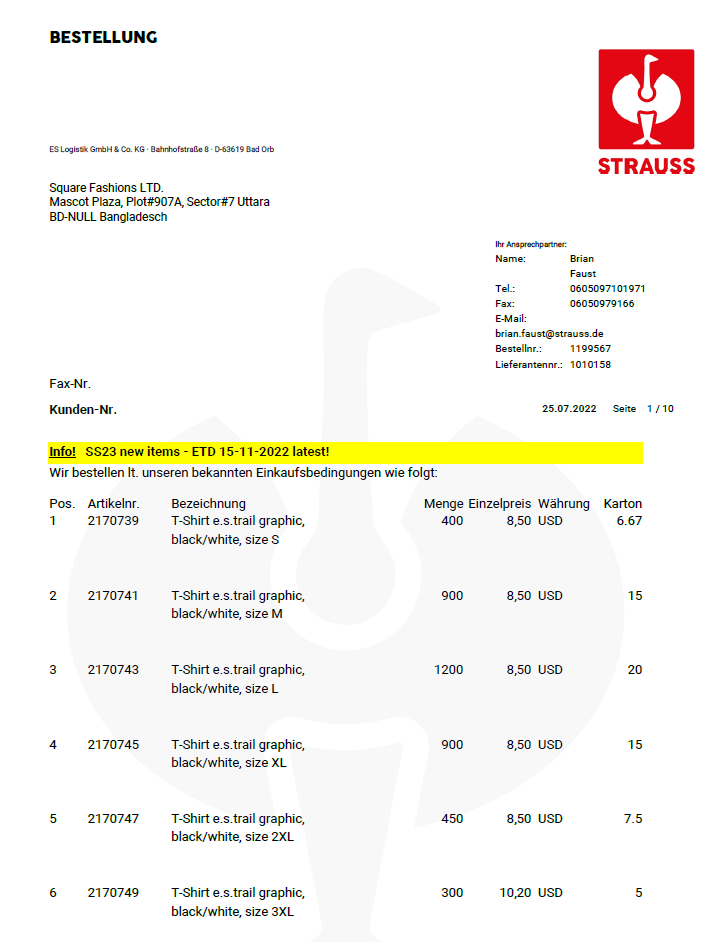 BESTELLUNG
STRAUSS
ES Logistik GmbH & Co. KG · Bahnhofstraße 8 · D-63619 Bad Orb
Square Fashions LTD.
Mascot Plaza, Plot#907A, Sector#7 Uttara
BD-NULL Bangladesch
Ihr Ansprechpartner:
Name: Brian
Faust
Tel.: 0605097101971
Fax: 06050979166
E-Mail:
brian.faust@strauss.de
Bestellnr.: 1199567
Lieferantennr.: 1010158
Fax-Nr.
Kunden-Nr. 25.07.2022 Seite 1 / 10
Info! SS23 new items - ETD 15-11-2022 latest!
Wir bestellen lt. unseren bekannten Einkaufsbedingungen wie folgt:
Pos. Artikelnr. Bezeichnung Menge Einzelpreis Währung Karton
1 2170739 T-Shirt e.s.trail graphic, 400 8,50 USD 6.67
black/white, size S
2 2170741 T-Shirt e.s.trail graphic, 900 8,50 USD 15
black/white, size M
3 2170743 T-Shirt e.s.trail graphic, 1200 8,50 USD 20
black/white, size L
4 2170745 T-Shirt e.s.trail graphic, 900 8,50 USD 15
black/white, size XL
5 2170747 T-Shirt e.s.trail graphic, 450 8,50 USD 7.5
black/white, size 2XL
6 2170749 T-Shirt e.s.trail graphic, 300 10,20 USD 5
black/white, size 3XL